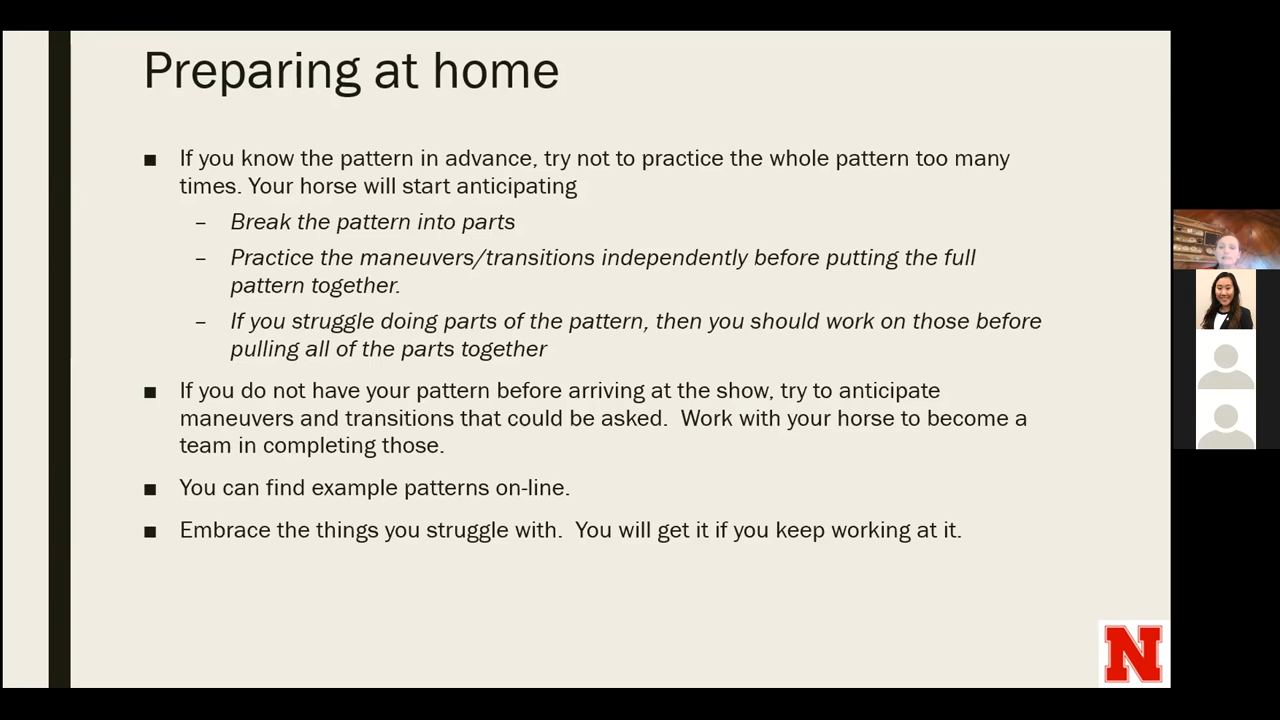 Preparing at home
■ If you know the pattern in advance, try not to practice the whole pattern too many
times. Your horse will start anticipating
– Break the pattern into parts
– Practice the maneuvers/transitions independently before putting the full
pattern together.
– If you struggle doing parts of the pattern, then you should work on those before
pulling all of the parts together
■ If you do not have your pattern before arriving at the show, try to anticipate
maneuvers and transitions that could be asked.  Work with your horse to become a
team in completing those.
■ You can find example patterns on-line.
■ Embrace the things you struggle with.  You will get it if you keep working at it.
N